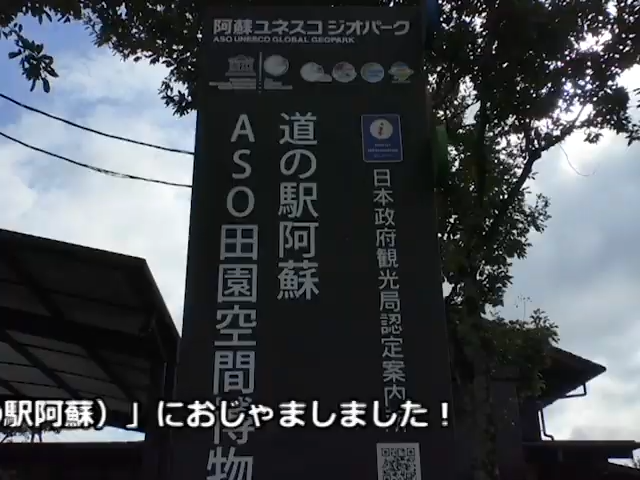 阿蘇ユネスコ ジオパーク
ASO UNESCO GLOBAL GEOPARK
日本政府観光局認定案内
道の駅阿蘇
ASO田園空間博物
駅阿蘇）」におじゃましました！